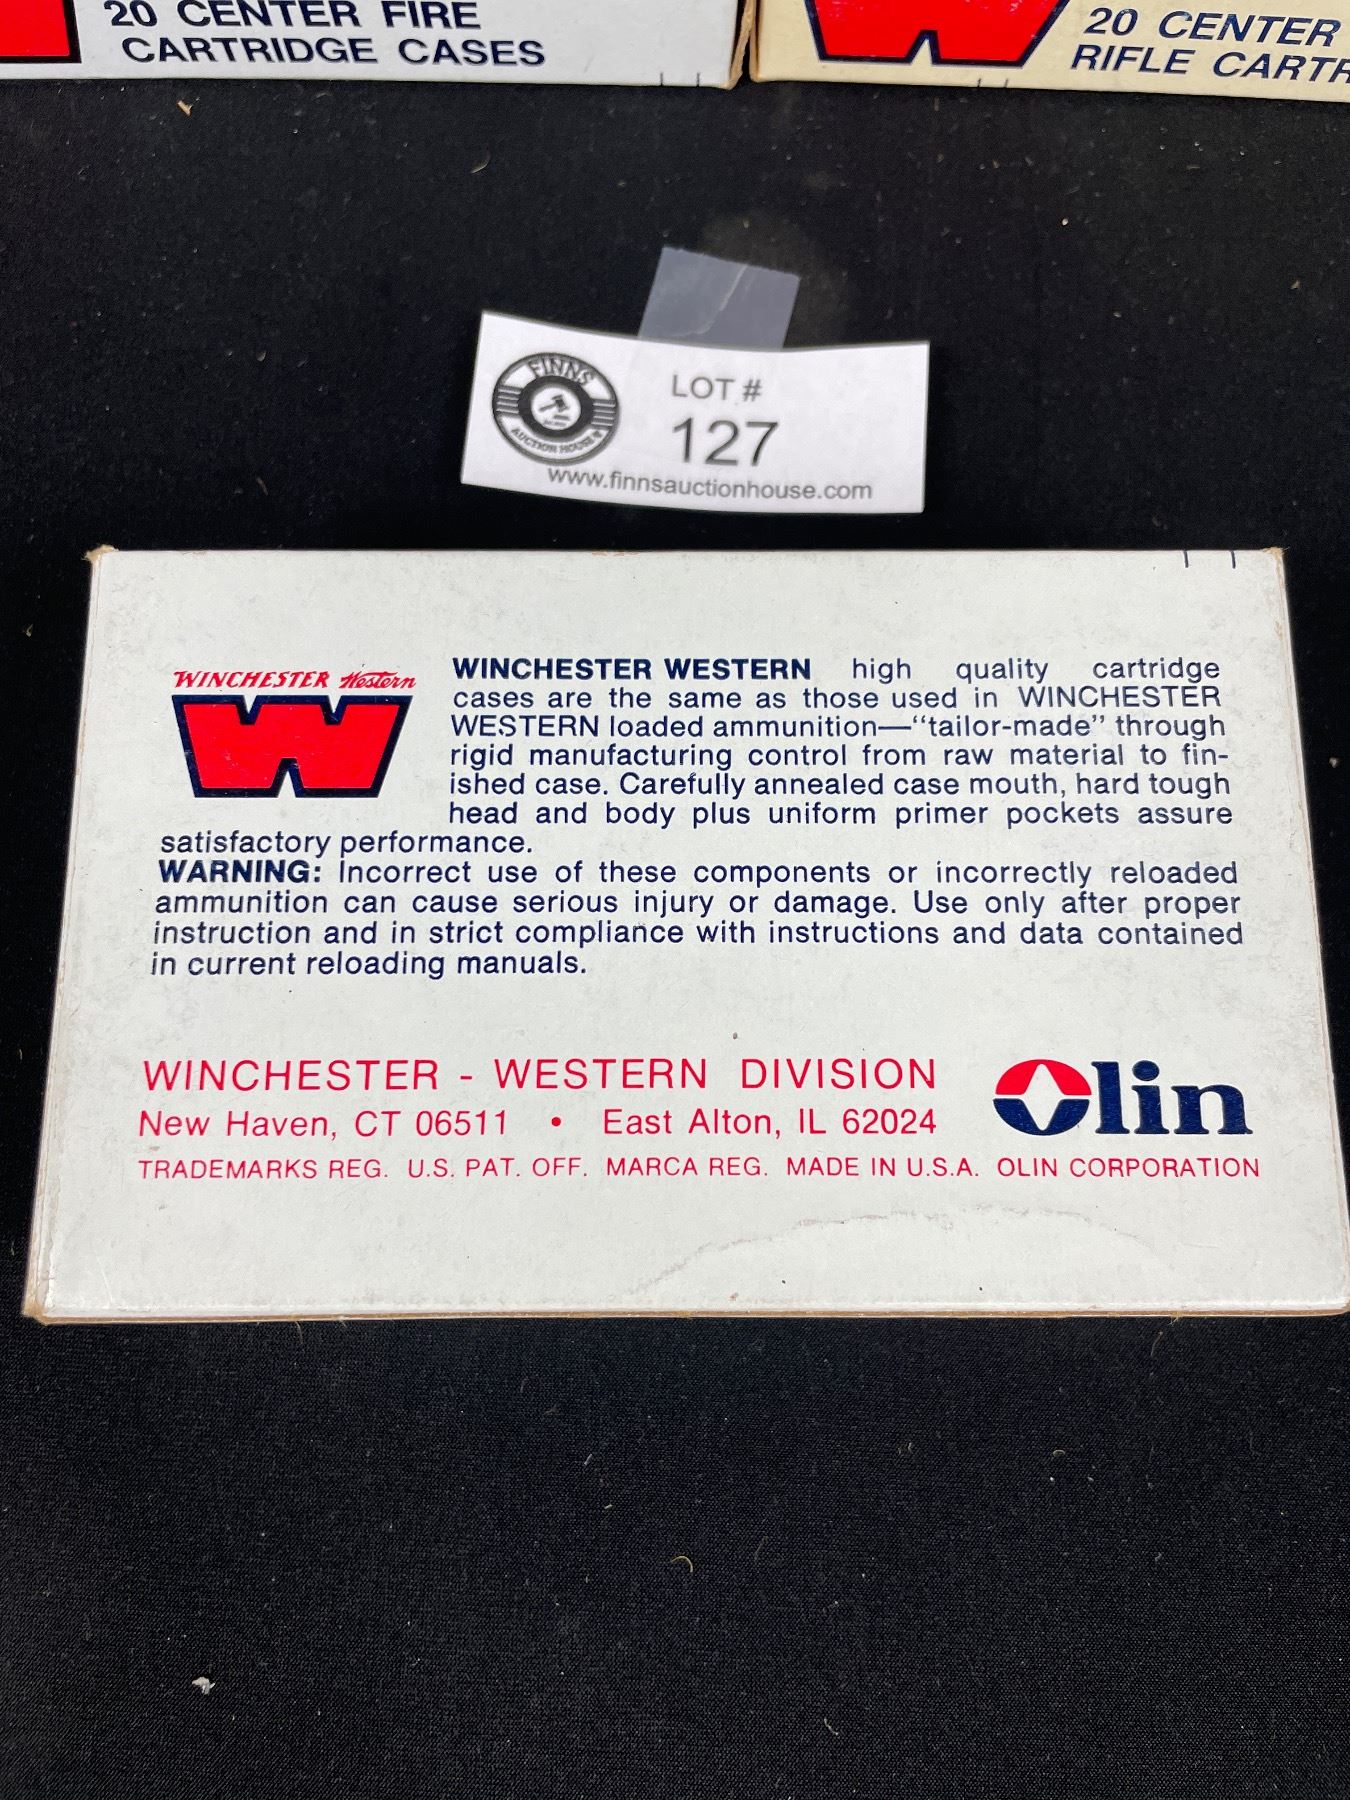 20 CENTER FIRE
CARTRIDGE CASES
20 CENTER
RIFLE CARTR
FINNS
AUCTION HOUSE
LOT #
127
www.finnsauctionhouse.com
WINCHESTER Western
WINCHESTER WESTERN high quality cartridge
cases are the same as those used in WINCHESTER
WESTERN loaded ammunition—“tailor-made” through
rigid manufacturing control from raw material to fin-
ished case. Carefully annealed case mouth, hard tough
head and body plus uniform primer pockets assure
satisfactory performance.
WARNING: Incorrect use of these components or incorrectly reloaded
ammunition can cause serious injury or damage. Use only after proper
instruction and in strict compliance with instructions and data contained
in current reloading manuals.
WINCHESTER - WESTERN DIVISION
New Haven, CT 06511 • East Alton, IL 62024
Olin
TRADEMARKS REG. U.S. PAT. OFF. MARCA REG. MADE IN U.S.A. OLIN CORPORATION